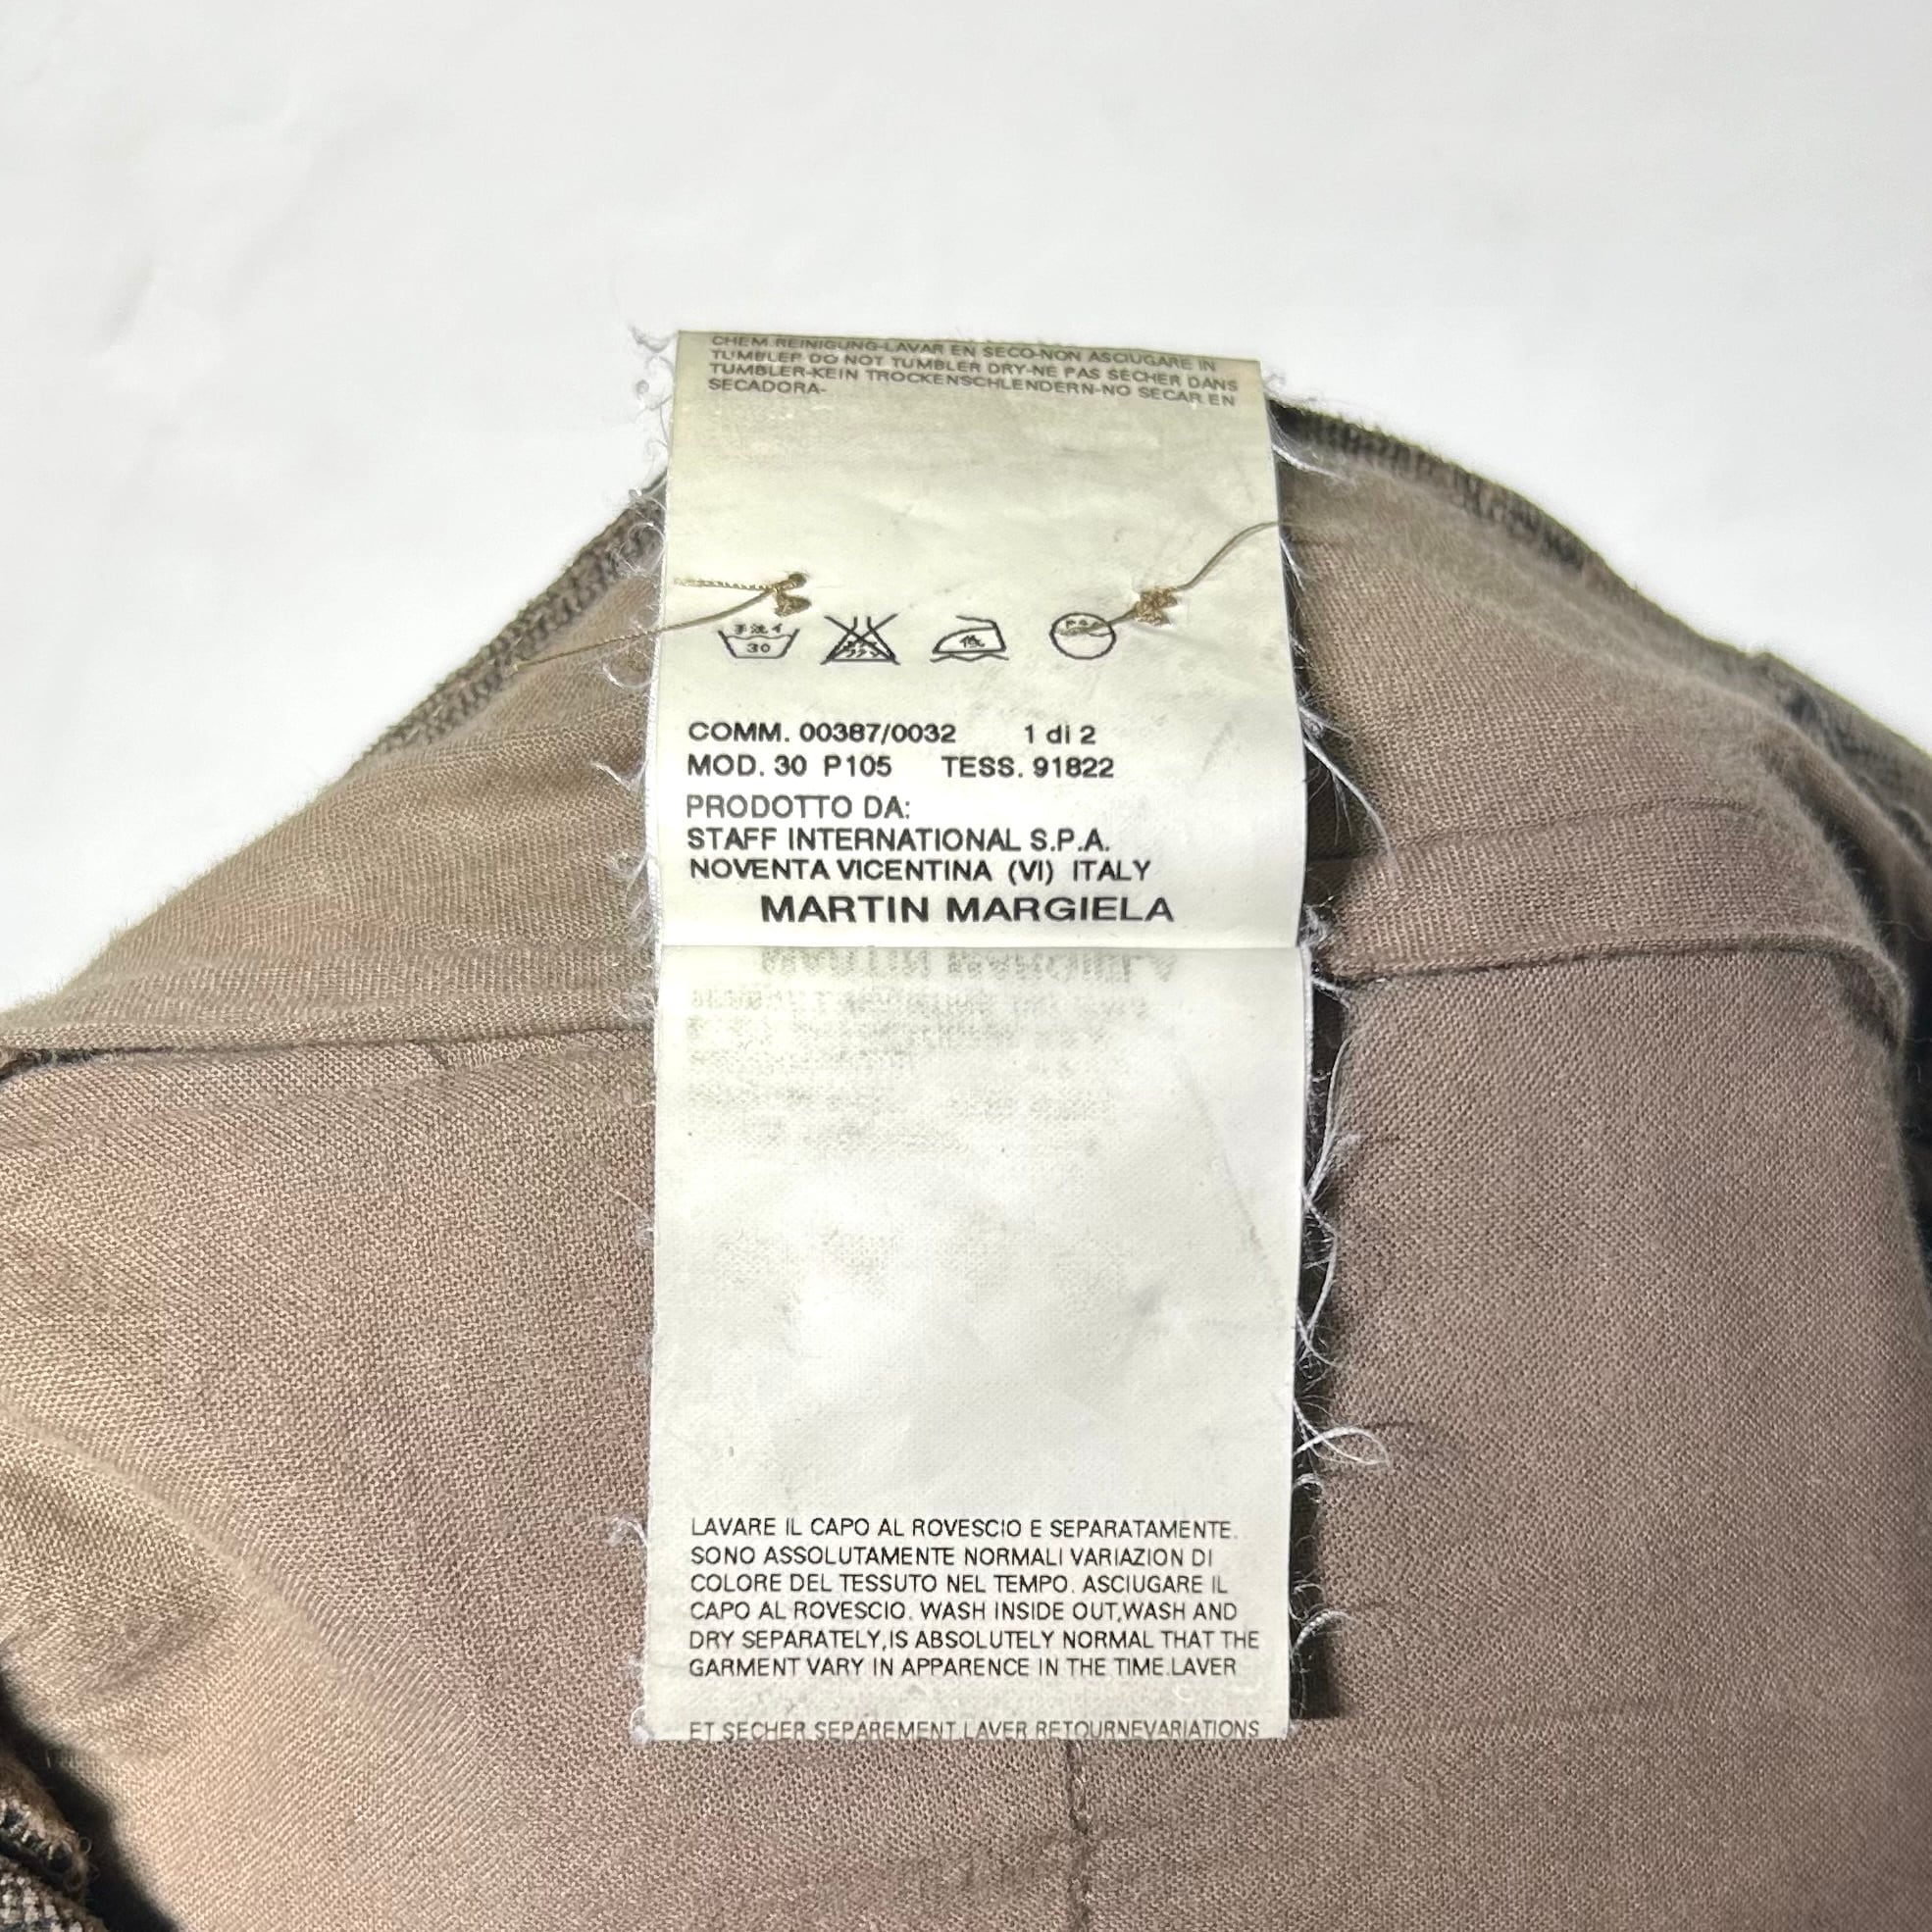 CHEM.REINIGUNG-LAVAR EN SECO-NON ASCIUGARE IN
TUMBLER DO NOT TUMBLER DRY-NE PAS SECHER DANS
TUMBLER-KEIN TROCKENSCHLENDERN-NO SECAR EN
SECADORA-
手洗イ
30
低
COMM. 00387/0032 1 di 2
MOD. 30 P105 TESS. 91822
PRODOTTO DA:
STAFF INTERNATIONAL S.P.A.
NOVENTA VICENTINA (VI) ITALY
MARTIN MARGIELA
LAVARE IL CAPO AL ROVESCIO E SEPARATAMENTE.
SONO ASSOLUTAMENTE NORMALI VARIAZION DI
COLORE DEL TESSUTO NEL TEMPO. ASCIUGARE IL
CAPO AL ROVESCIO. WASH INSIDE OUT,WASH AND
DRY SEPARATELY,IS ABSOLUTELY NORMAL THAT THE
GARMENT VARY IN APPARENCE IN THE TIME.LAVER
ET SECHER SEPAREMENT LAVER RETOURNEVARIATIONS